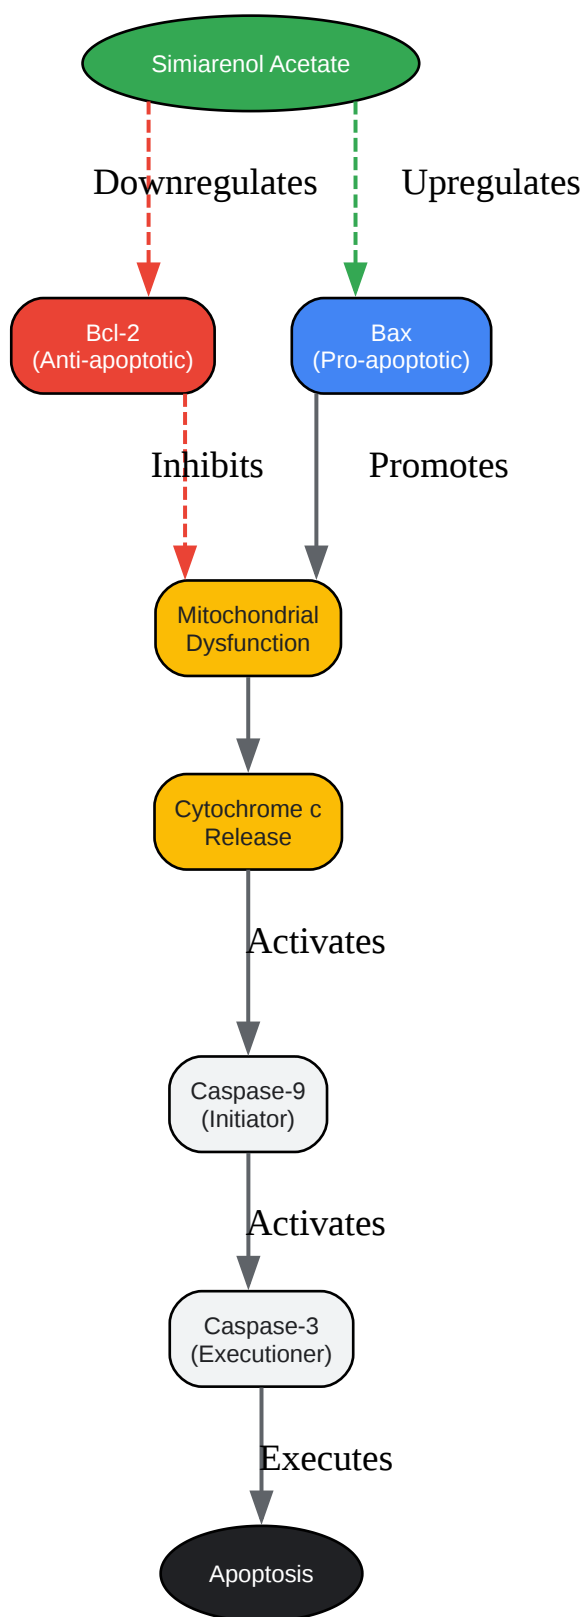 Simiarenol Acetate
Downregulates
Upregulates
Bcl-2
(Anti-apoptotic)
Bax
(Pro-apoptotic)
Inhibits
Promotes
Mitochondrial
Dysfunction
Cytochrome c
Release
Activates
Caspase-9
(Initiator)
Activates
Caspase-3
(Executioner)
Executes
Apoptosis